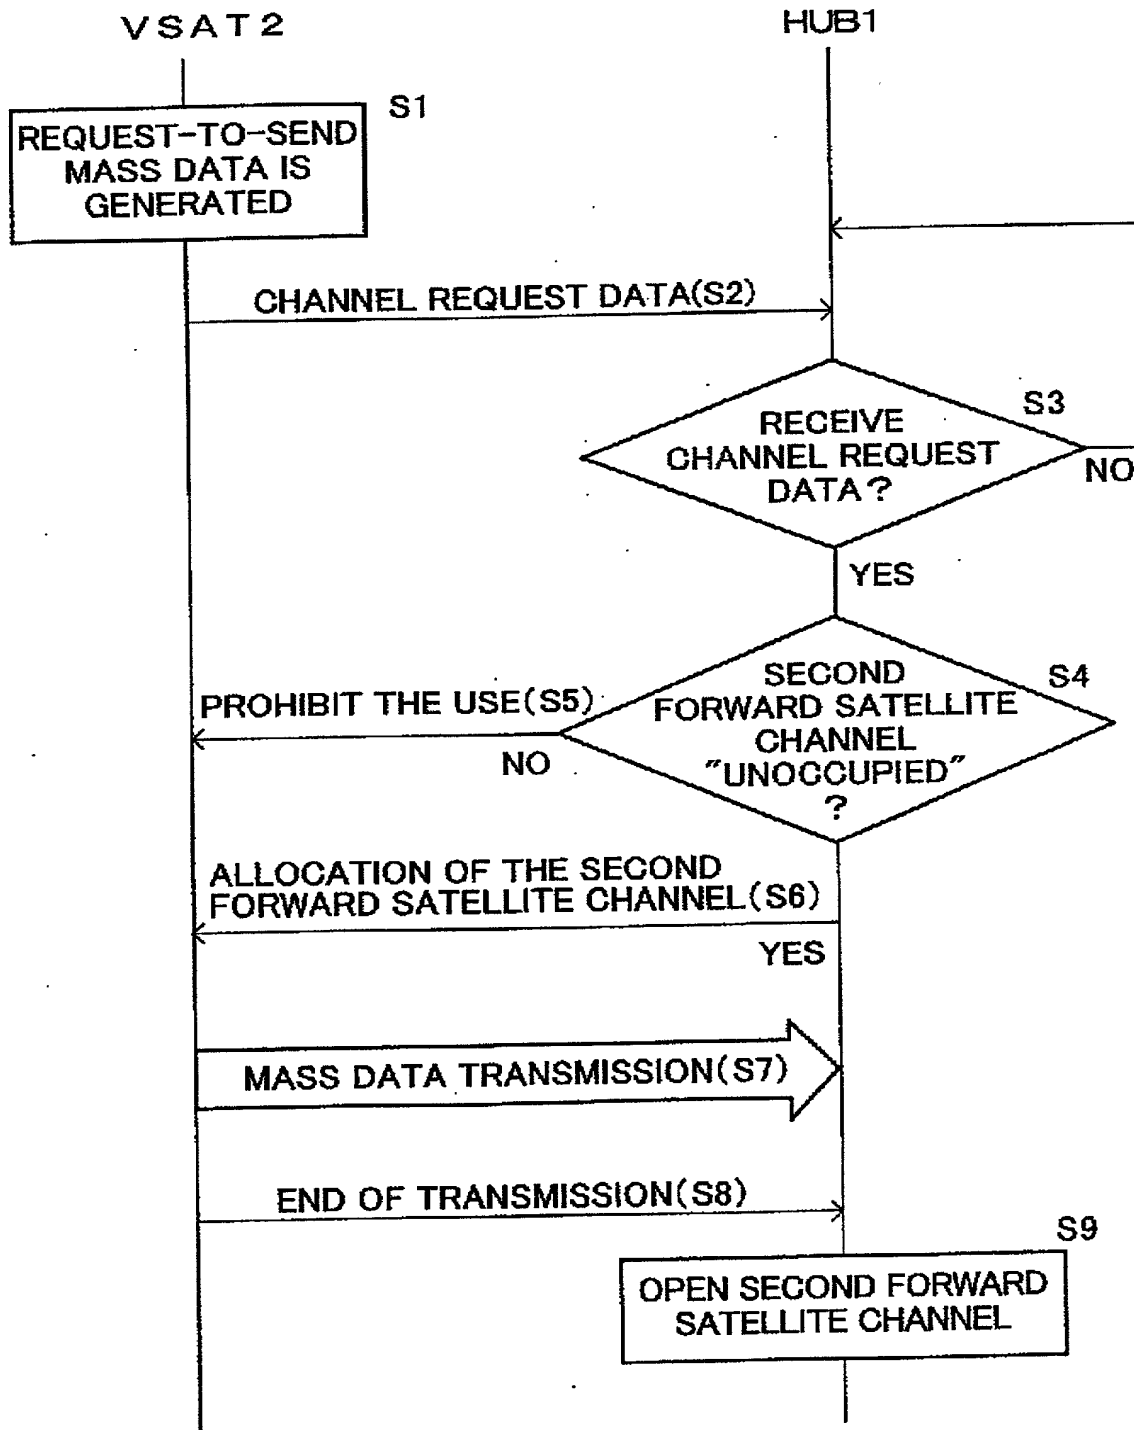 VSAT2
HUB1
S1
REQUEST-TO-SEND
MASS DATA IS
GENERATED
CHANNEL REQUEST DATA(S2)
S3
RECEIVE
CHANNEL REQUEST
DATA?
NO
YES
S4
SECOND
FORWARD SATELLITE
CHANNEL
"UNOCCUPIED"
?
PROHIBIT THE USE(S5)
NO
ALLOCATION OF THE SECOND
FORWARD SATELLITE CHANNEL(S6)
YES
MASS DATA TRANSMISSION(S7)
END OF TRANSMISSION(S8)
S9
OPEN SECOND FORWARD
SATELLITE CHANNEL